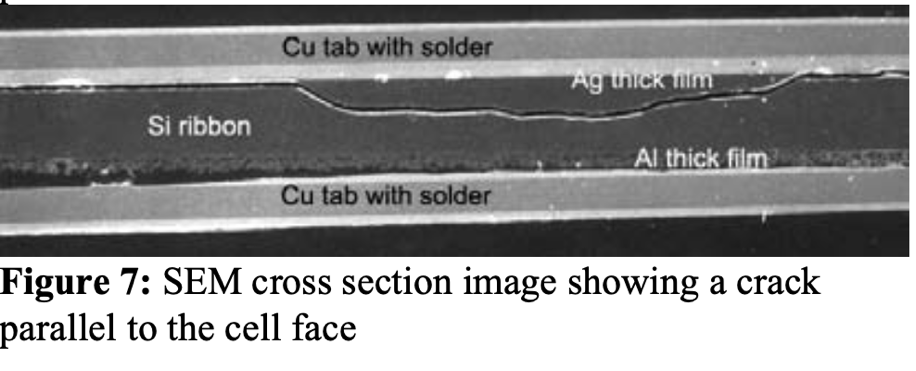 Cu tab with solder
Ag thick film
Si ribbon
Al thick film
Cu tab with solder
Figure 7: SEM cross section image showing a crack
parallel to the cell face